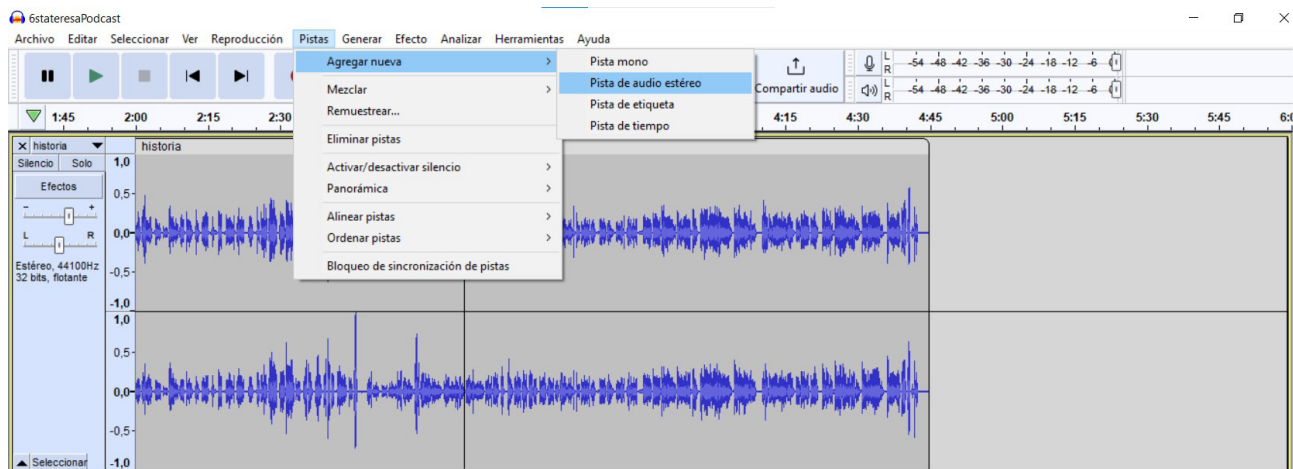 6stateresaPodcast
Archivo Editar Seleccionar Ver Reproducción Pistas Generar Efecto Analizar Herramientas Ayuda
Agregar nueva
Mezclar
Remuestrear...
Eliminar pistas
Activar/desactivar silencio
Panorámica
Alinear pistas
Ordenar pistas
Bloqueo de sincronización de pistas
Pista mono
Pista de audio estéreo
Pista de etiqueta
Pista de tiempo
Compartir audio
L R -54 -48 -42 -36 -30 -24 -18 -12 -6
L R -54 -48 -42 -36 -30 -24 -18 -12 -6
1:45 2:00 2:15 2:30 4:15 4:30 4:45 5:00 5:15 5:30 5:45
historia
historia
Silencio Solo
Efectos
- +
L R
Estéreo, 44100Hz
32 bits, flotante
1,0
0,5
0,0
-0,5
-1,0
1,0
0,5
0,0
-0,5
-1,0
Seleccionar